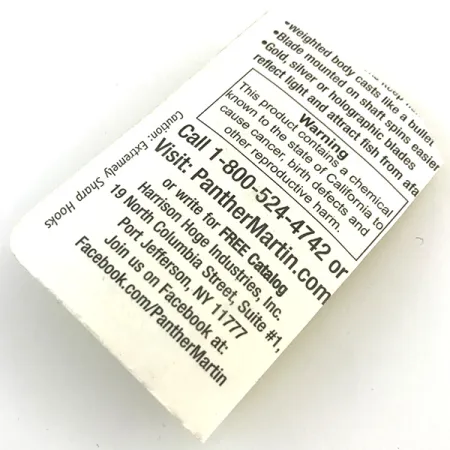 •weighted body casts like a bullet.
•Blade mounted on shaft spins easier
•Gold, silver or holographic blades
reflect light and attract fish from afa
Warning
This product contains a chemical
known to the state of California to
cause cancer, birth defects and
other reproductive harm.
Call 1-800-524-4742 or
Visit: PantherMartin.com
or write for FREE Catalog
Harrison Hoge Industries, Inc.
19 North Columbia Street, Suite #1,
Port Jefferson, NY 11777
Join us on Facebook at:
Facebook.com/PantherMartin
Caution: Extremely Sharp Hooks